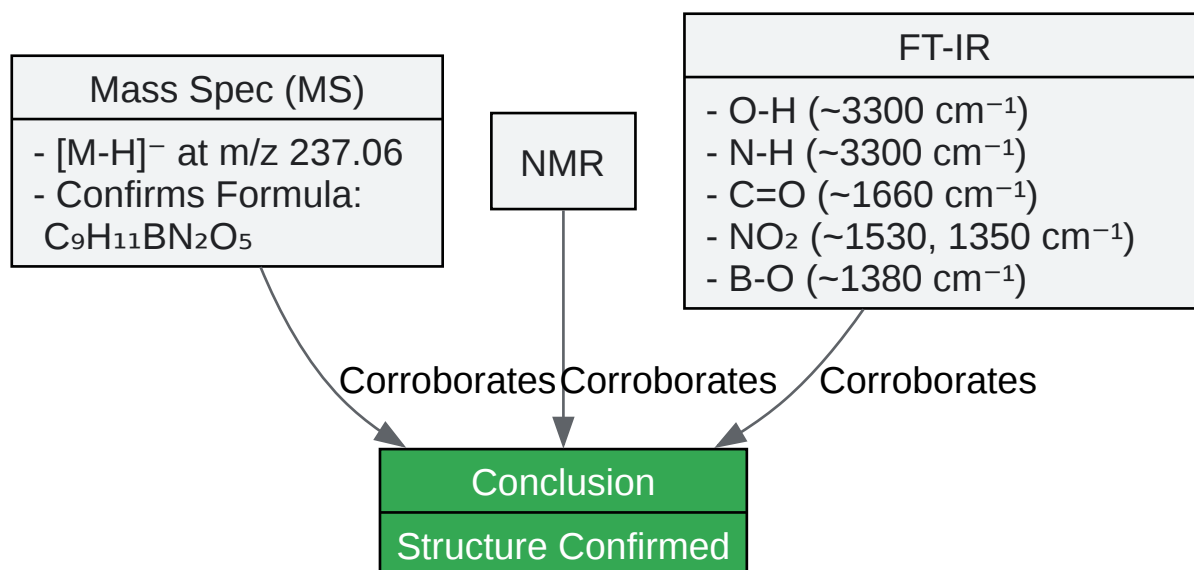 Mass Spec (MS)
- [M-H]⁻ at m/z 237.06
- Confirms Formula:
C₉H₁₁BN₂O₅
NMR
FT-IR
- O-H (~3300 cm⁻¹)
- N-H (~3300 cm⁻¹)
- C=O (~1660 cm⁻¹)
- NO₂ (~1530, 1350 cm⁻¹)
- B-O (~1380 cm⁻¹)
Corroborates
Corroborates
Corroborates
Conclusion
Structure Confirmed